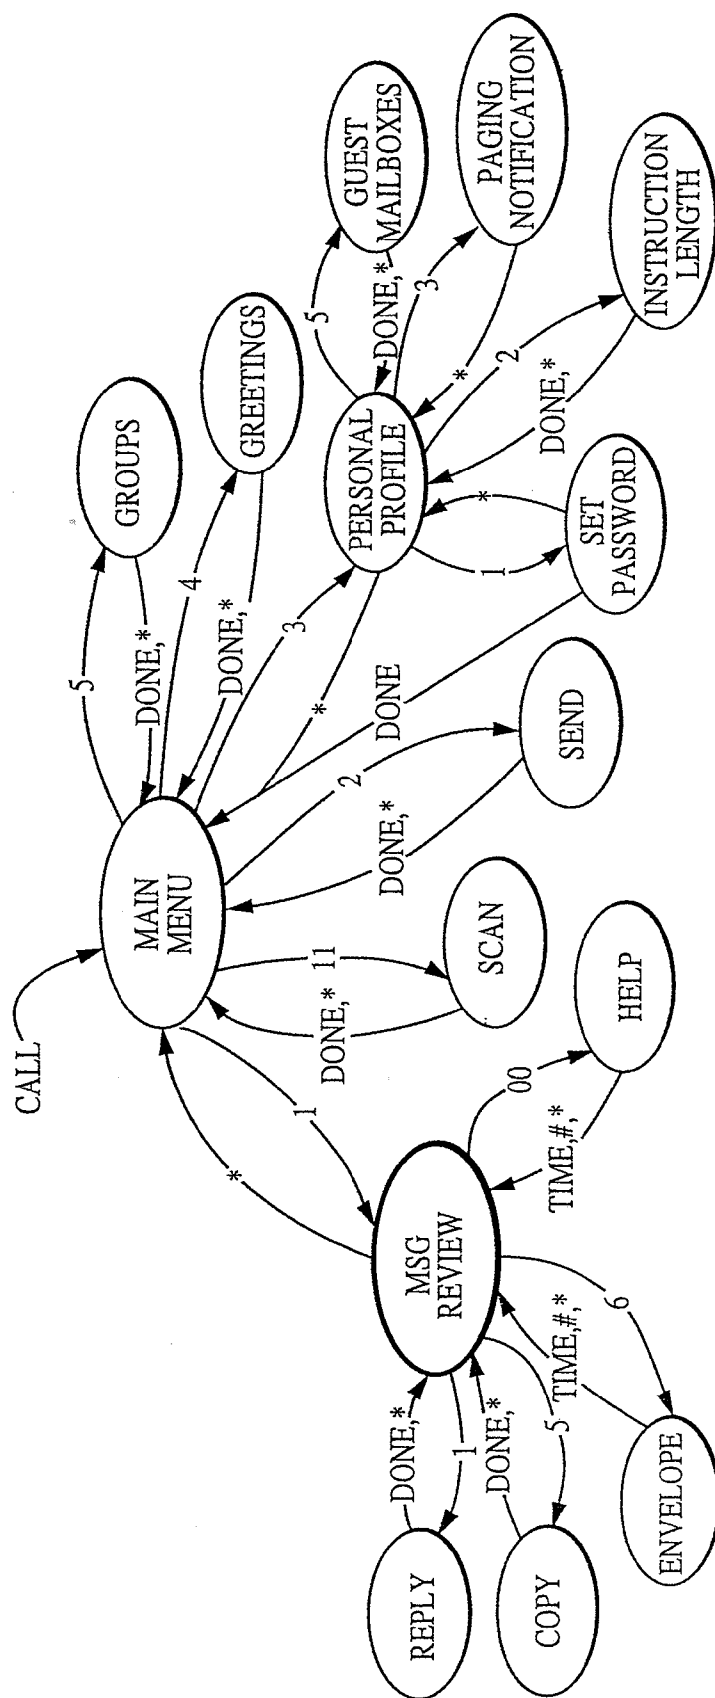 CALL
MAIN
MENU
5
GROUPS
DONE,*
4
GREETINGS
DONE,*
3
PERSONAL
PROFILE
*
5
GUEST
MAILBOXES
DONE,*
3
PAGING
NOTIFICATION
*
2
INSTRUCTION
LENGTH
DONE,*
1
SET
PASSWORD
*
DONE
2
SEND
DONE,*
11
SCAN
DONE,*
1
*
MSG
REVIEW
00
HELP
TIME,#,*
6
ENVELOPE
TIME,#,*
5
COPY
DONE,*
1
REPLY
DONE,*